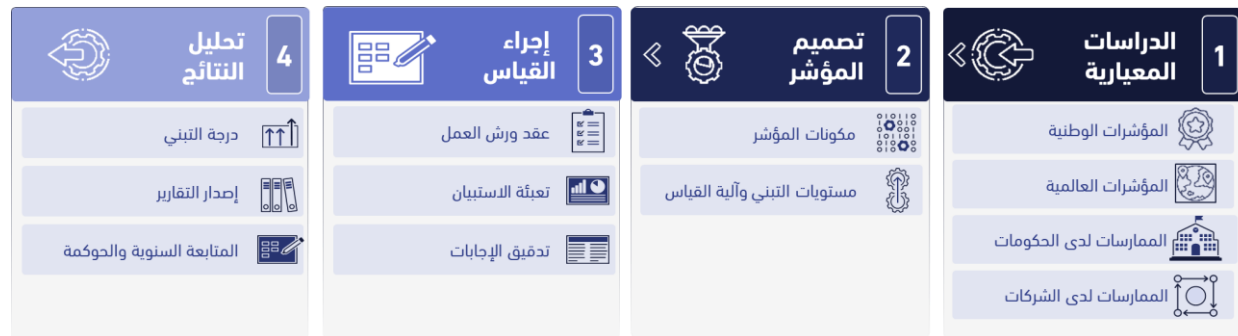 1
الدراسات
المعيارية
المؤشرات الوطنية
المؤشرات العالمية
الممارسات لدى الحكومات
الممارسات لدى الشركات
2
تصميم
المؤشر
مكونات المؤشر
مستويات التبني وآلية القياس
3
إجراء
القياس
عقد ورش العمل
تعبئة الاستبيان
تدقيق الإجابات
4
تحليل
النتائج
درجة التبني
إصدار التقارير
المتابعة السنوية والحوكمة